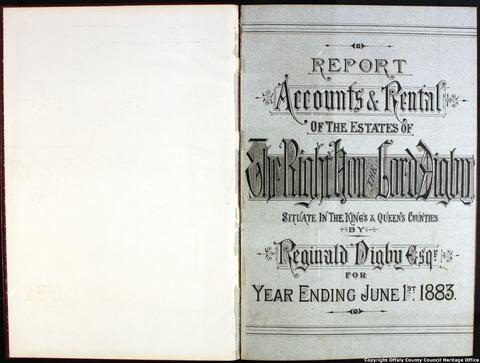 REPORT
Accounts & Rental
OF THE ESTATES OF
The Right Hon THE Lord Digby
SITUATE IN THE KING'S & QUEEN'S COUNTIES
BY
Reginald Digby Esqr.
FOR
YEAR ENDING JUNE 1ST. 1883.
Copyright Offaly County Council Heritage Office